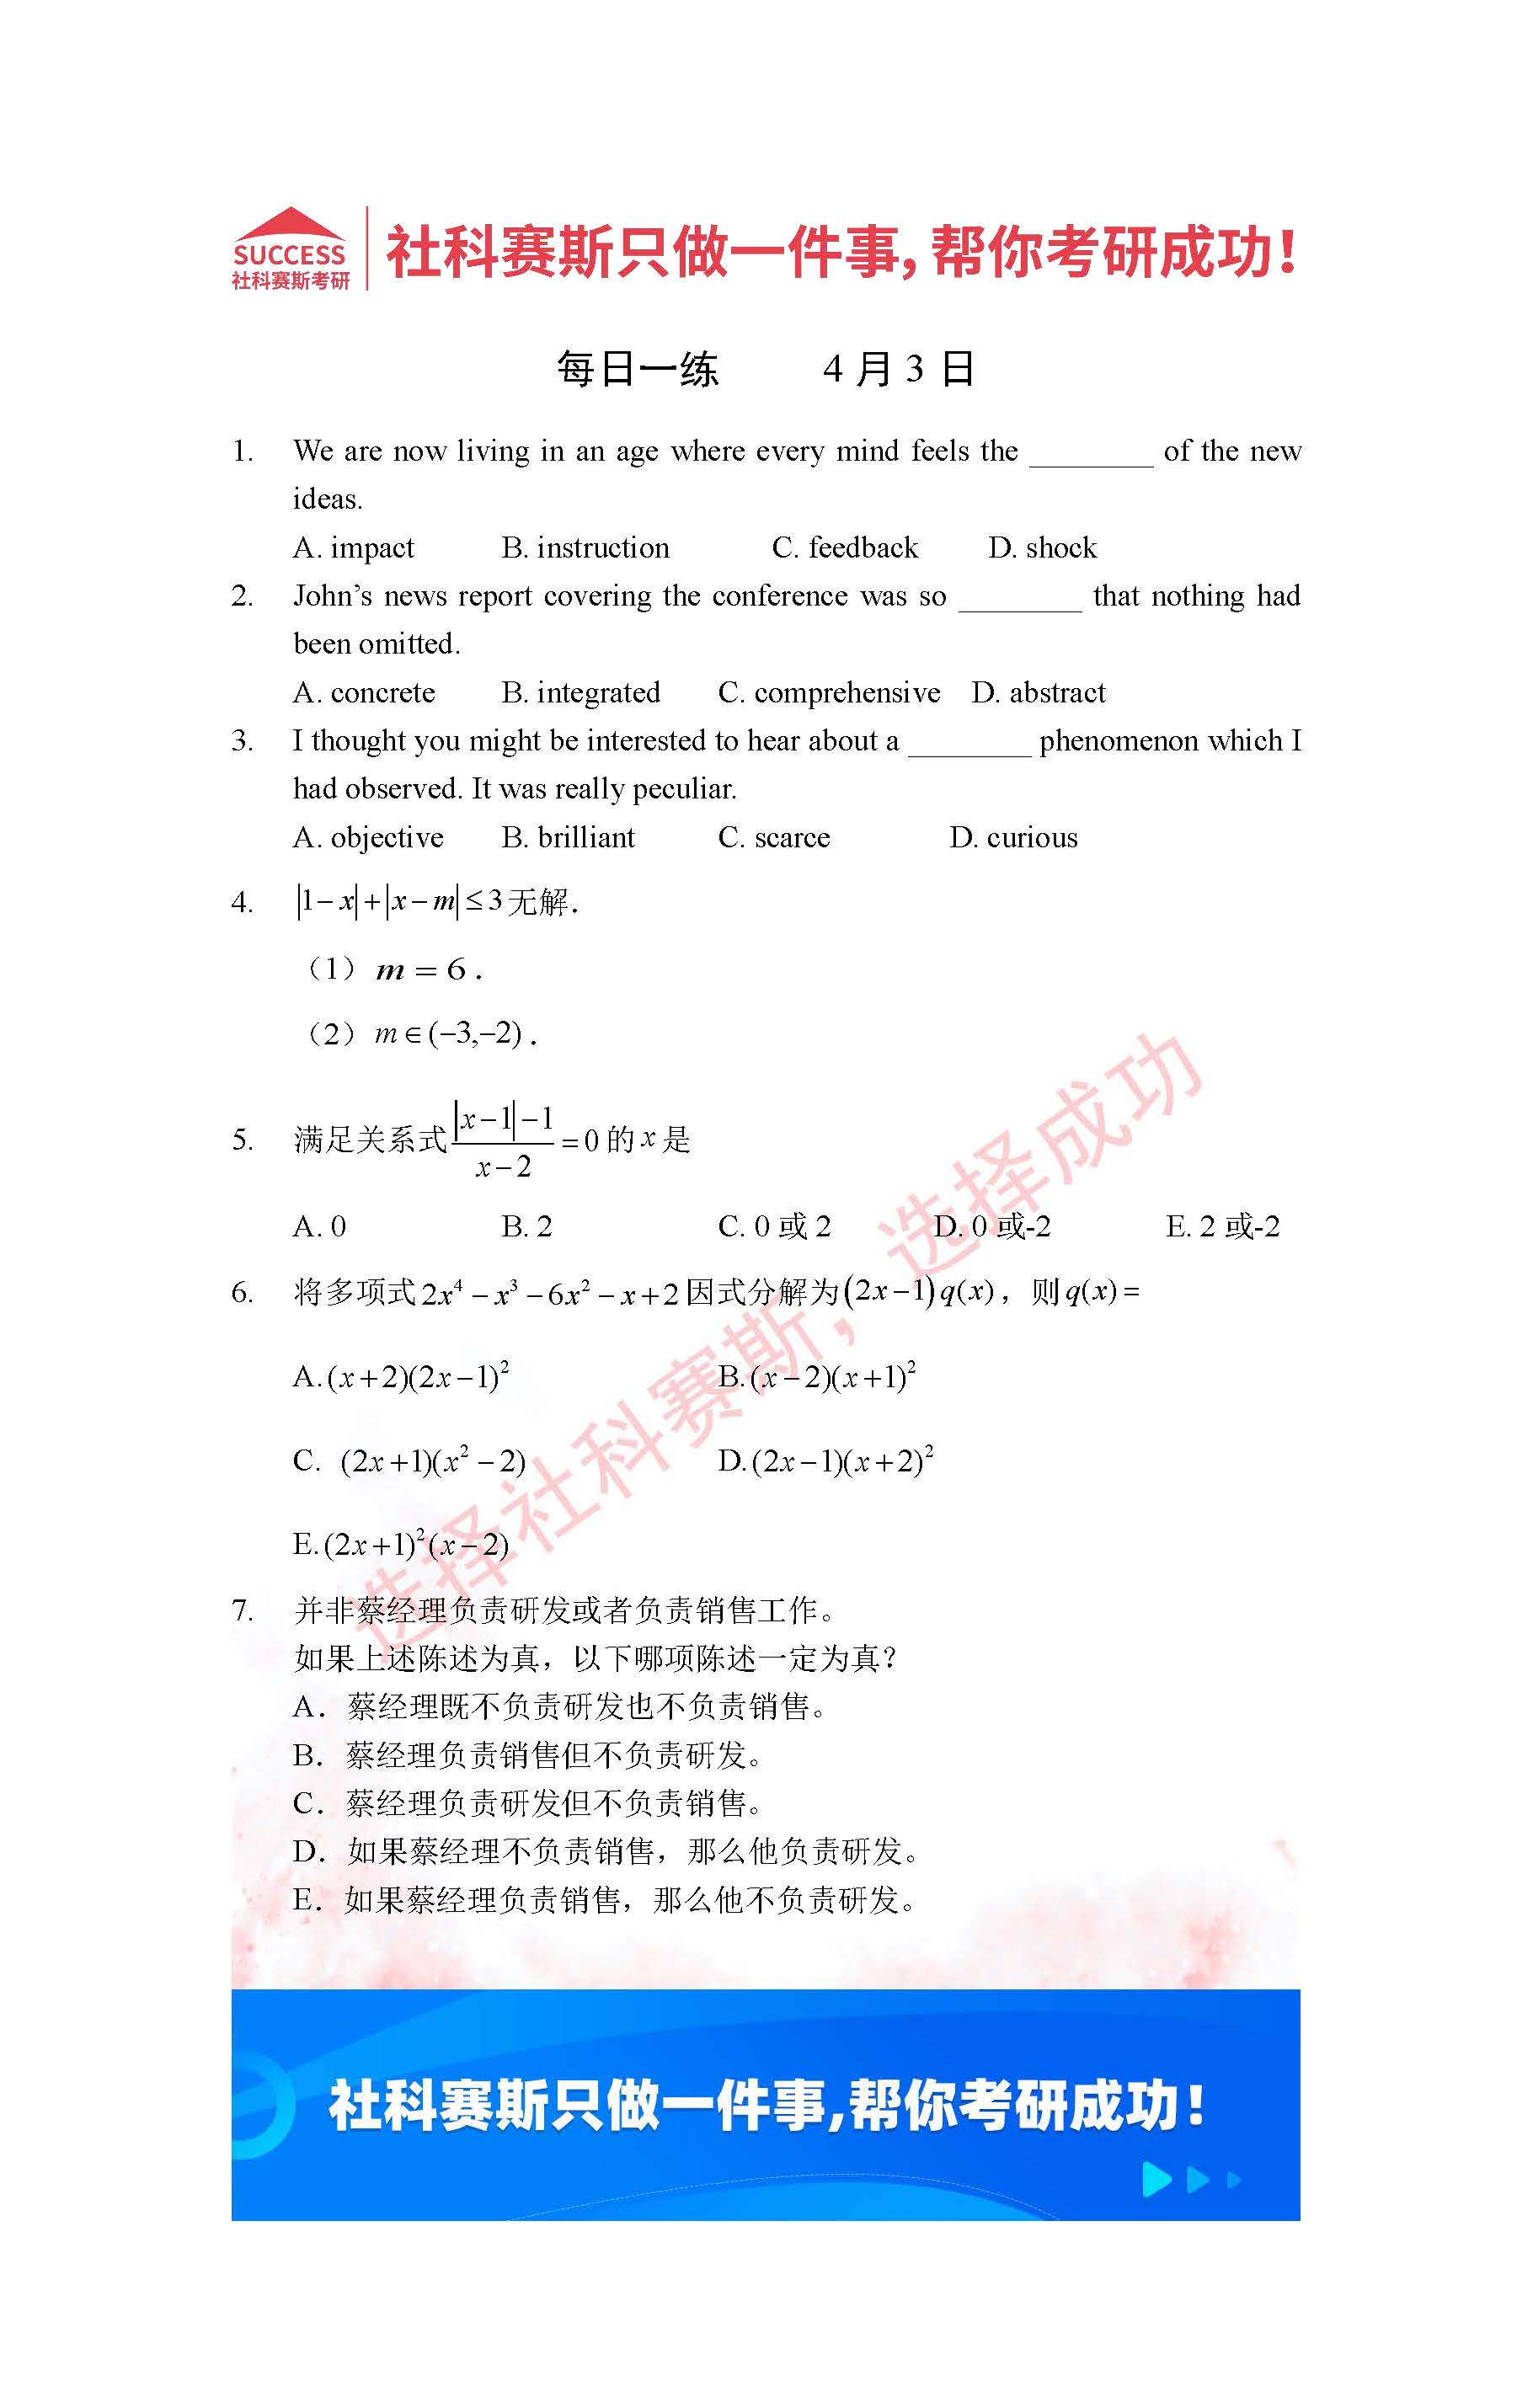 SUCCESS
社科赛斯考研
社科赛斯只做一件事,帮你考研成功!
每日一练 4月3日
1. We are now living in an age where every mind feels the ________ of the new
ideas.
A. impact B. instruction C. feedback D. shock
2. John’s news report covering the conference was so ________ that nothing had
been omitted.
A. concrete B. integrated C. comprehensive D. abstract
3. I thought you might be interested to hear about a ________ phenomenon which I
had observed. It was really peculiar.
A. objective B. brilliant C. scarce D. curious
4. |1−x|+|x−m|≤3无解.
（1）m = 6.
（2）m∈(−3,−2).
5. 满足关系式(|x−1|−1)/(x−2)=0的x是
A. 0 B. 2 C. 0或2 D. 0或-2 E. 2或-2
6. 将多项式2x⁴−x³−6x²−x+2因式分解为(2x−1)q(x)，则q(x)=
A.(x+2)(2x−1)² B.(x−2)(x+1)²
C. (2x+1)(x²−2) D.(2x−1)(x+2)²
E.(2x+1)²(x−2)
7. 并非蔡经理负责研发或者负责销售工作。
如果上述陈述为真，以下哪项陈述一定为真？
A．蔡经理既不负责研发也不负责销售。
B．蔡经理负责销售但不负责研发。
C．蔡经理负责研发但不负责销售。
D．如果蔡经理不负责销售，那么他负责研发。
E．如果蔡经理负责销售，那么他不负责研发。
选择社科赛斯，选择成功
社科赛斯只做一件事,帮你考研成功!